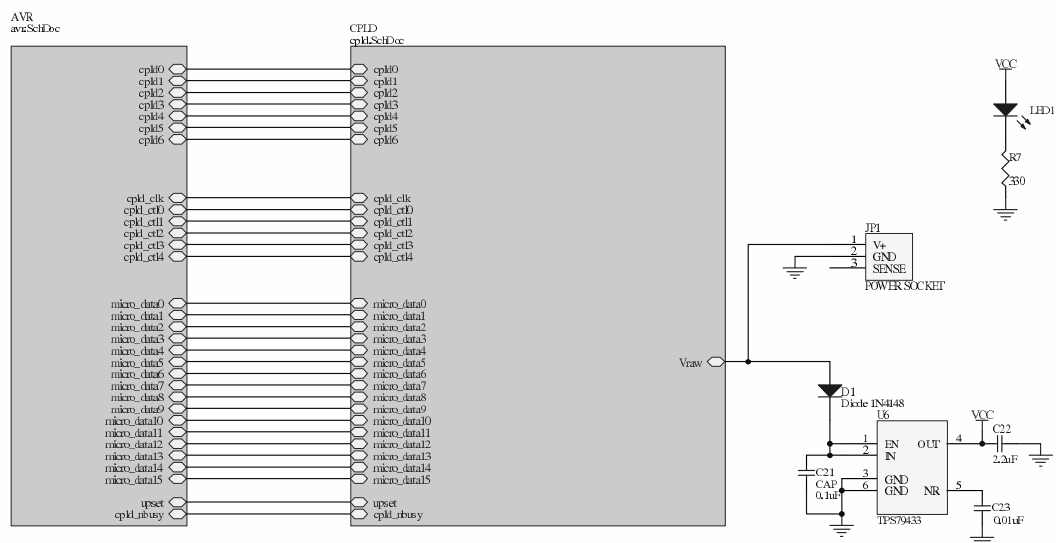 AVR
avr.SchDoc
CPLD
cpld.SchDoc
cpld0 cpld0
cpld1 cpld1
cpld2 cpld2
cpld3 cpld3
cpld4 cpld4
cpld5 cpld5
cpld6 cpld6
cpld_clk cpld_clk
cpld_ctl0 cpld_ctl0
cpld_ctl1 cpld_ctl1
cpld_ctl2 cpld_ctl2
cpld_ctl3 cpld_ctl3
cpld_ctl4 cpld_ctl4
micro_data0 micro_data0
micro_data1 micro_data1
micro_data2 micro_data2
micro_data3 micro_data3
micro_data4 micro_data4
micro_data5 micro_data5
micro_data6 micro_data6
micro_data7 micro_data7
micro_data8 micro_data8
micro_data9 micro_data9
micro_data10 micro_data10
micro_data11 micro_data11
micro_data12 micro_data12
micro_data13 micro_data13
micro_data14 micro_data14
micro_data15 micro_data15
upset upset
cpld_nbusy cpld_nbusy
Vraw
VCC
LED1
R7
330
JP1
1 V+
2 GND
3 SENSE
POWER SOCKET
D1
Diode 1N4148
U6
1 EN OUT 4
2 IN
3 GND
6 GND NR 5
TPS79433
C21
CAP
0.1uF
VCC
C22
2.2uF
C23
0.01uF